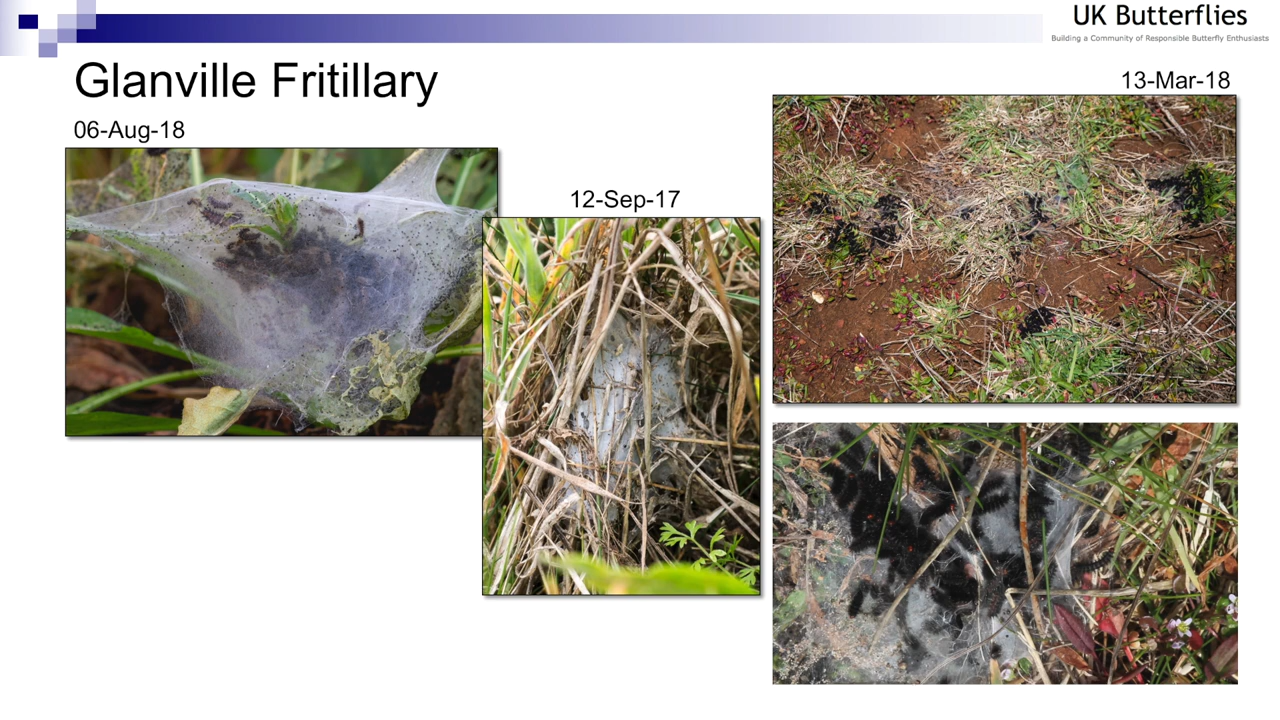 UK Butterflies
Building a Community of Responsible Butterfly Enthusiasts
Glanville Fritillary
13-Mar-18
06-Aug-18
12-Sep-17